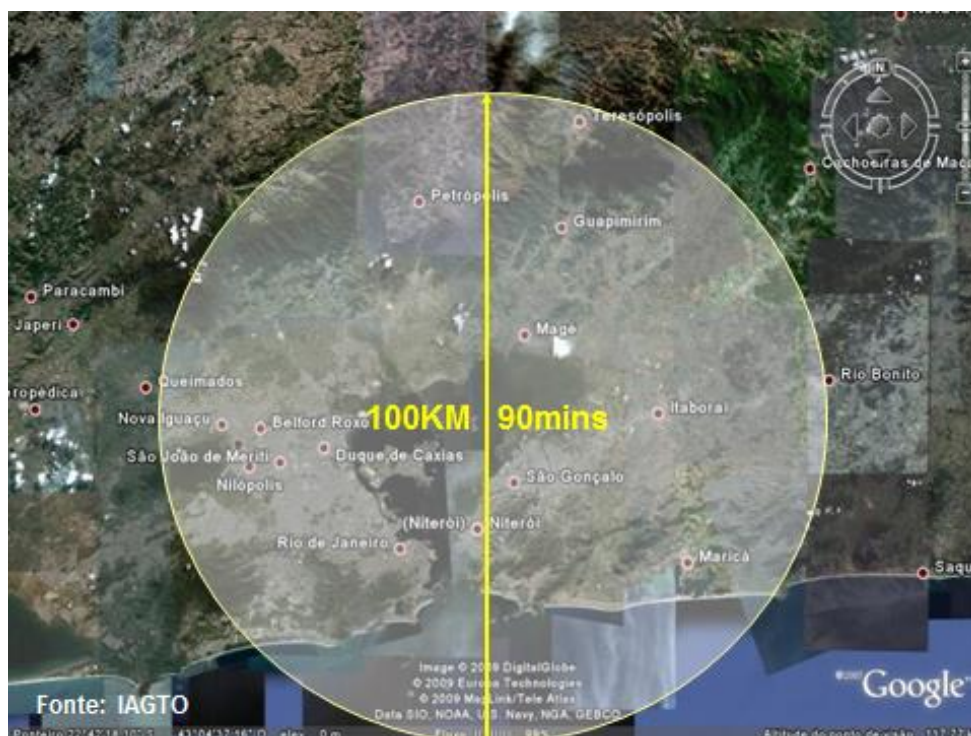 N
Teresópolis
Cachoeiras de Macacu
Petrópolis
Guapimirim
Paracambi
Japeri
Magé
Queimados
Rio Bonito
Nova Iguaçu
Belford Roxo
100KM
90mins
Itaboraí
São João de Meriti
Duque de Caxias
Nilópolis
São Gonçalo
(Niterói)
Niterói
Rio de Janeiro
Maricá
Saqu
Image © 2009 DigitalGlobe
© 2009 Europa Technologies
© 2009 MapLink/Tele Atlas
Data SIO, NOAA, U.S. Navy, NGA, GEBCO
Google
Fonte: IAGTO